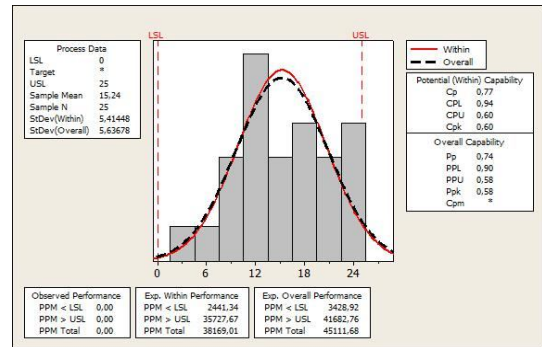 LSL USL
Process Data
LSL 0
Target *
USL 25
Sample Mean 15,24
Sample N 25
StDev(Within) 5,41448
StDev(Overall) 5,63678
Within
Overall
Potential (Within) Capability
Cp 0,77
CPL 0,94
CPU 0,60
Cpk 0,60
Overall Capability
Pp 0,74
PPL 0,90
PPU 0,58
Ppk 0,58
Cpm *
0 6 12 18 24
Observed Performance
PPM < LSL 0,00
PPM > USL 0,00
PPM Total 0,00
Exp. Within Performance
PPM < LSL 2441,34
PPM > USL 35727,67
PPM Total 38169,01
Exp. Overall Performance
PPM < LSL 3428,92
PPM > USL 41682,76
PPM Total 45111,68